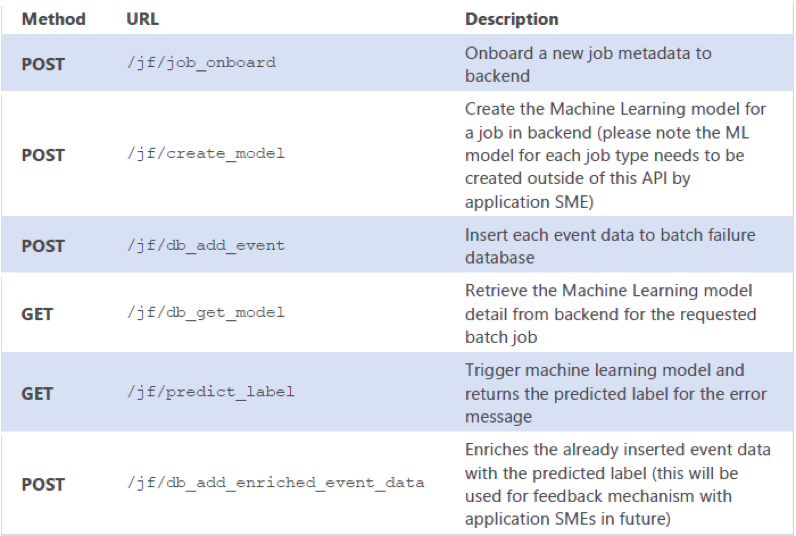 Method URL Description
POST /jf/job_onboard Onboard a new job metadata to
backend
Create the Machine Learning model for
a job in backend (please note the ML
POST /jf/create_model model for each job type needs to be
created outside of this API by
application SME)
POST /jf/db_add_event Insert each event data to batch failure
database
Retrieve the Machine Learning model
GET /jf/db_get_model detail from backend for the requested
batch job
Trigger machine learning model and
GET /jf/predict_label returns the predicted label for the error
message
Enriches the already inserted event data
POST /jf/db_add_enriched_event_data with the predicted label (this will be
used for feedback mechanism with
application SMEs in future)